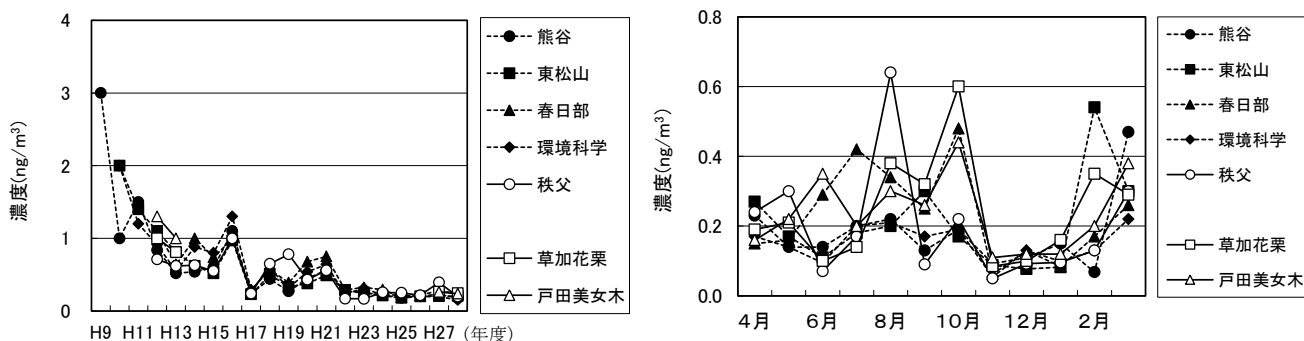 濃度(ng/m³)
4
3
2
1
0
H9 H11 H13 H15 H17 H19 H21 H23 H25 H27 (年度)
熊谷
東松山
春日部
環境科学
秩父
草加花栗
戸田美女木
濃度(ng/m³)
0.8
0.6
0.4
0.2
0.0
4月 6月 8月 10月 12月 2月
熊谷
東松山
春日部
環境科学
秩父
草加花栗
戸田美女木